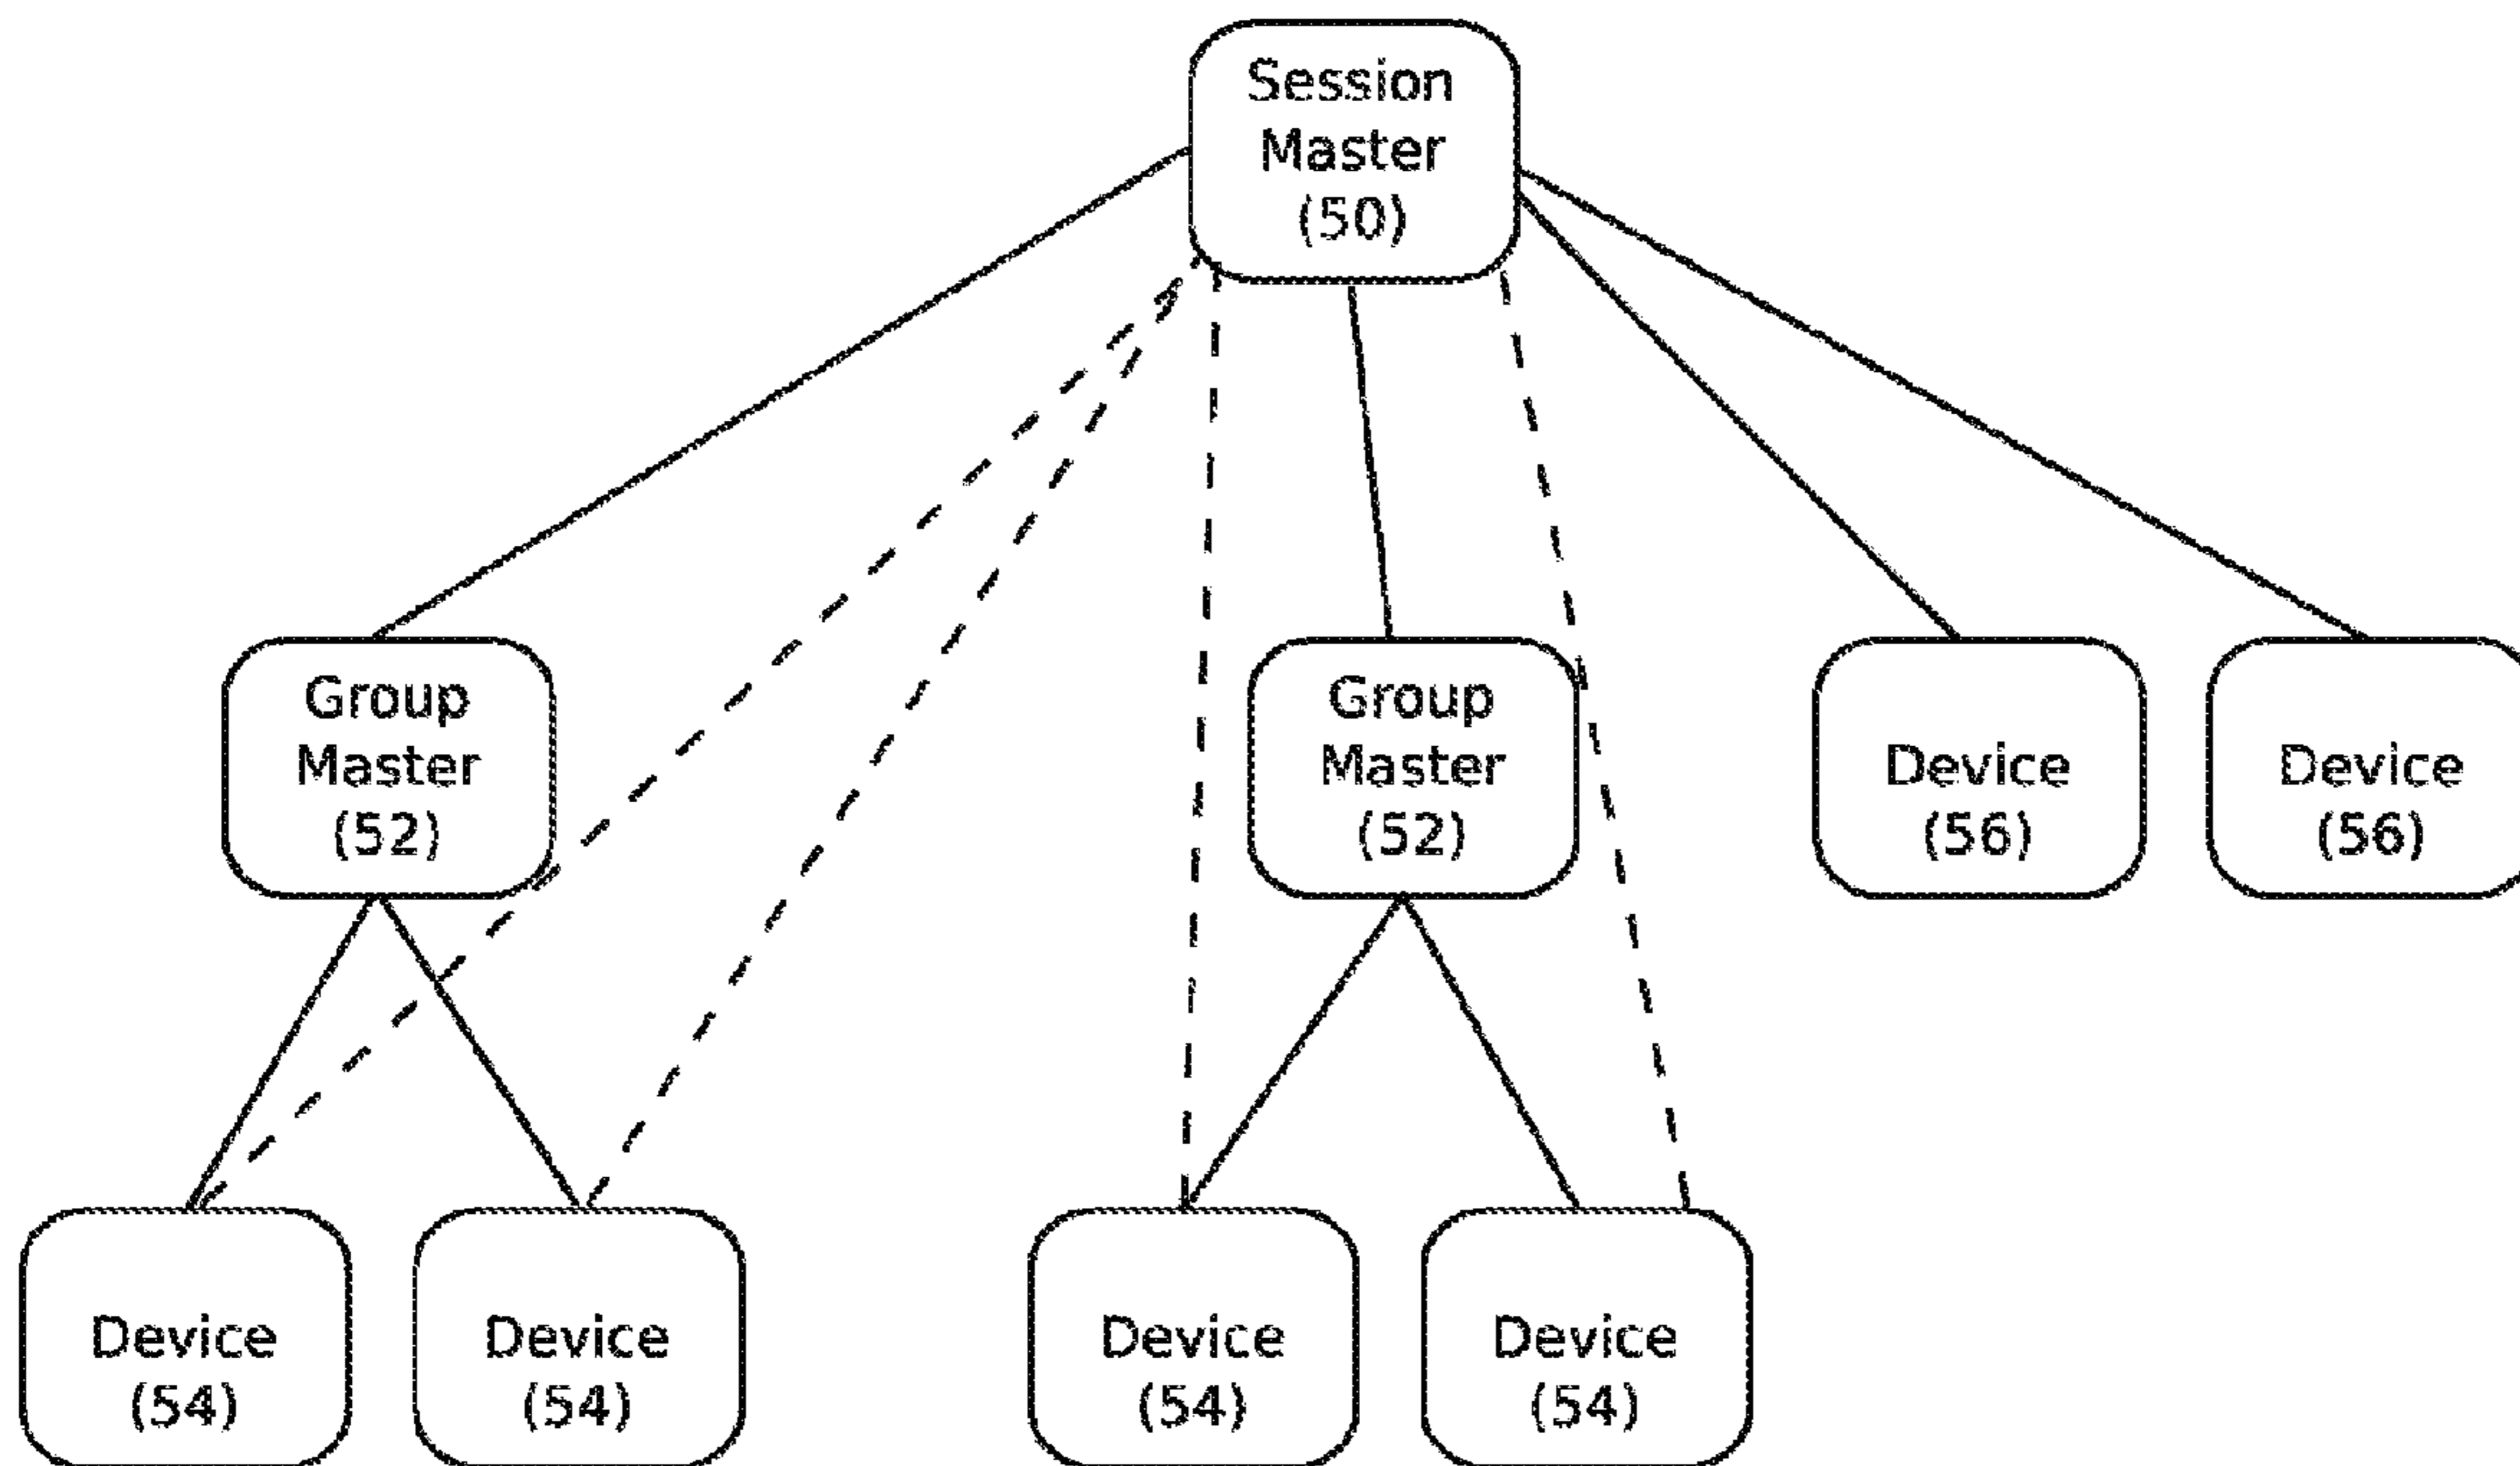 Session
Master
(50)
Group
Master
(52)
Group
Master
(52)
Device
(56)
Device
(56)
Device
(54)
Device
(54)
Device
(54)
Device
(54)